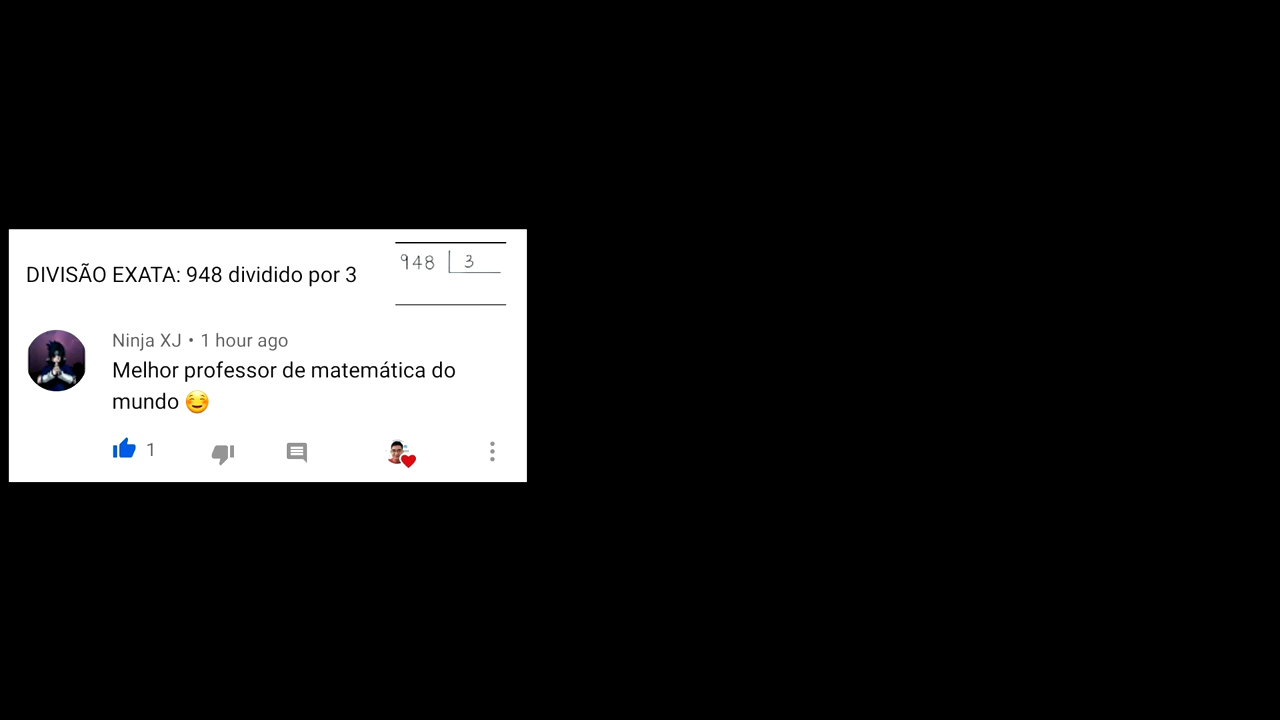 DIVISÃO EXATA: 948 dividido por 3
948 3
Ninja XJ • 1 hour ago
Melhor professor de matemática do
mundo ☺️
1